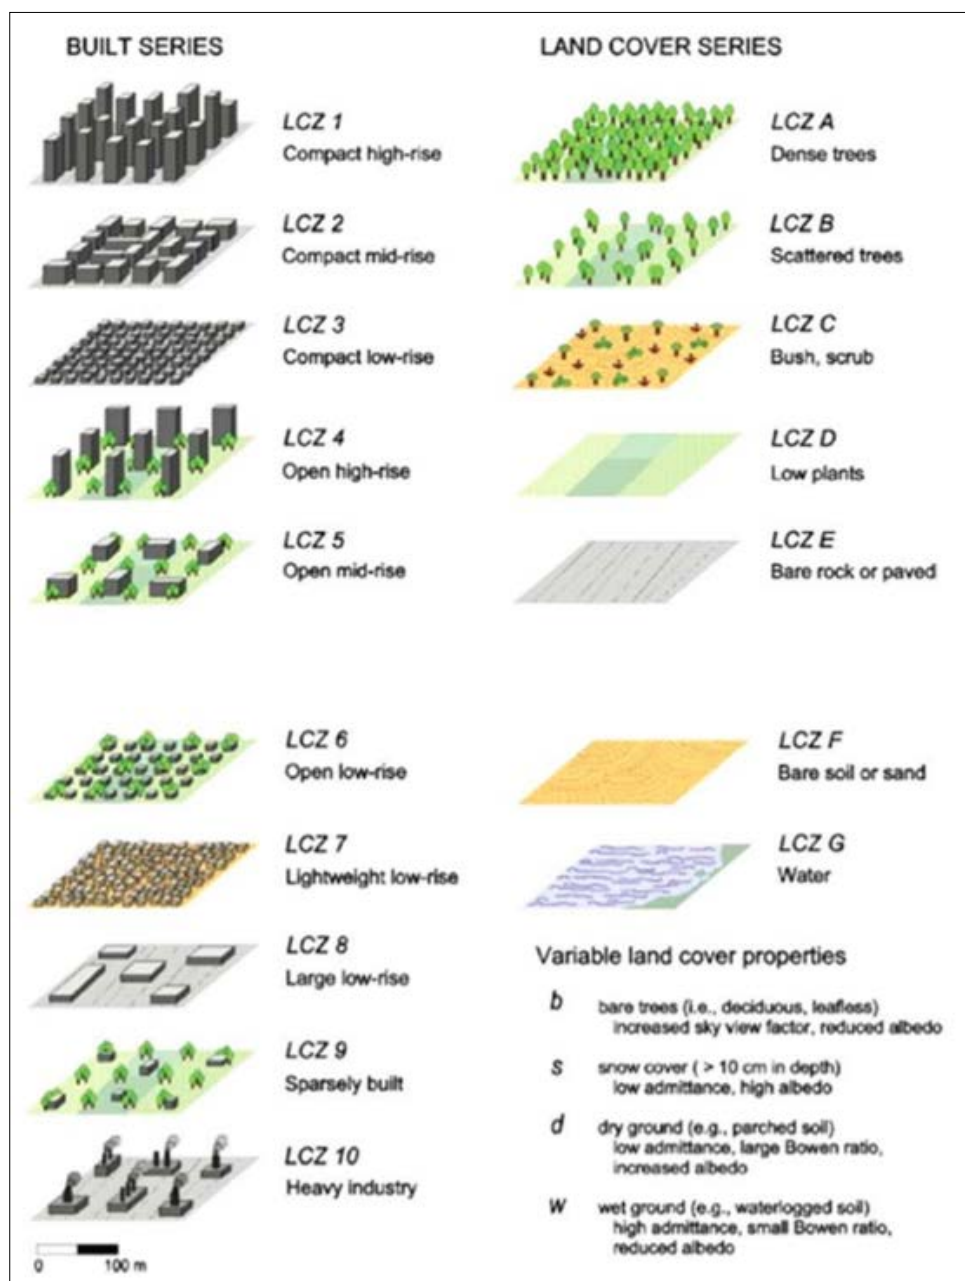 BUILT SERIES
LCZ 1
Compact high-rise
LCZ 2
Compact mid-rise
LCZ 3
Compact low-rise
LCZ 4
Open high-rise
LCZ 5
Open mid-rise
LCZ 6
Open low-rise
LCZ 7
Lightweight low-rise
LCZ 8
Large low-rise
LCZ 9
Sparsely built
LCZ 10
Heavy industry
0 100 m
LAND COVER SERIES
LCZ A
Dense trees
LCZ B
Scattered trees
LCZ C
Bush, scrub
LCZ D
Low plants
LCZ E
Bare rock or paved
LCZ F
Bare soil or sand
LCZ G
Water
Variable land cover properties
b bare trees (i.e., deciduous, leafless)
increased sky view factor, reduced albedo
s snow cover ( > 10 cm in depth)
low admittance, high albedo
d dry ground (e.g., parched soil)
low admittance, large Bowen ratio,
increased albedo
w wet ground (e.g., waterlogged soil)
high admittance, small Bowen ratio,
reduced albedo